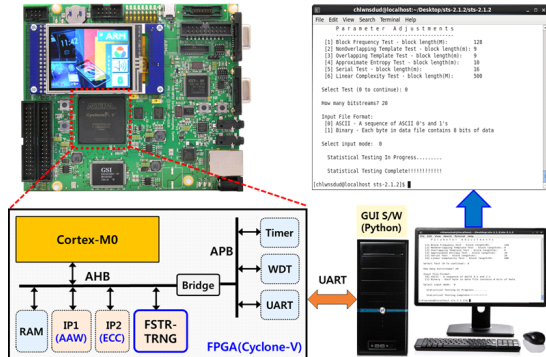 chlwnsdud@localhost:~/Desktop/sts-2.1.2/sts-2.1.2
File Edit View Search Terminal Help
P a r a m e t e r   A d j u s t m e n t s
[1] Block Frequency Test - block length(M): 128
[2] NonOverlapping Template Test - block length(m): 9
[3] Overlapping Template Test - block length(m): 9
[4] Approximate Entropy Test - block length(m): 10
[5] Serial Test - block length(m): 16
[6] Linear Complexity Test - block length(M): 500
Select Test (0 to continue): 0
How many bitstreams? 20
Input File Format:
[0] ASCII - A sequence of ASCII 0's and 1's
[1] Binary - Each byte in data file contains 8 bits of data
Select input mode: 0
Statistical Testing In Progress.........
Statistical Testing Complete!!!!!!!!!!!!
[chlwnsdud@localhost sts-2.1.2]$
11:42
ARM
GSI
Cortex-M0
AHB
APB
Bridge
Timer
WDT
UART
RAM
IP1
(AAW)
IP2
(ECC)
FSTR-
TRNG
FPGA(Cyclone-V)
UART
GUI S/W
(Python)